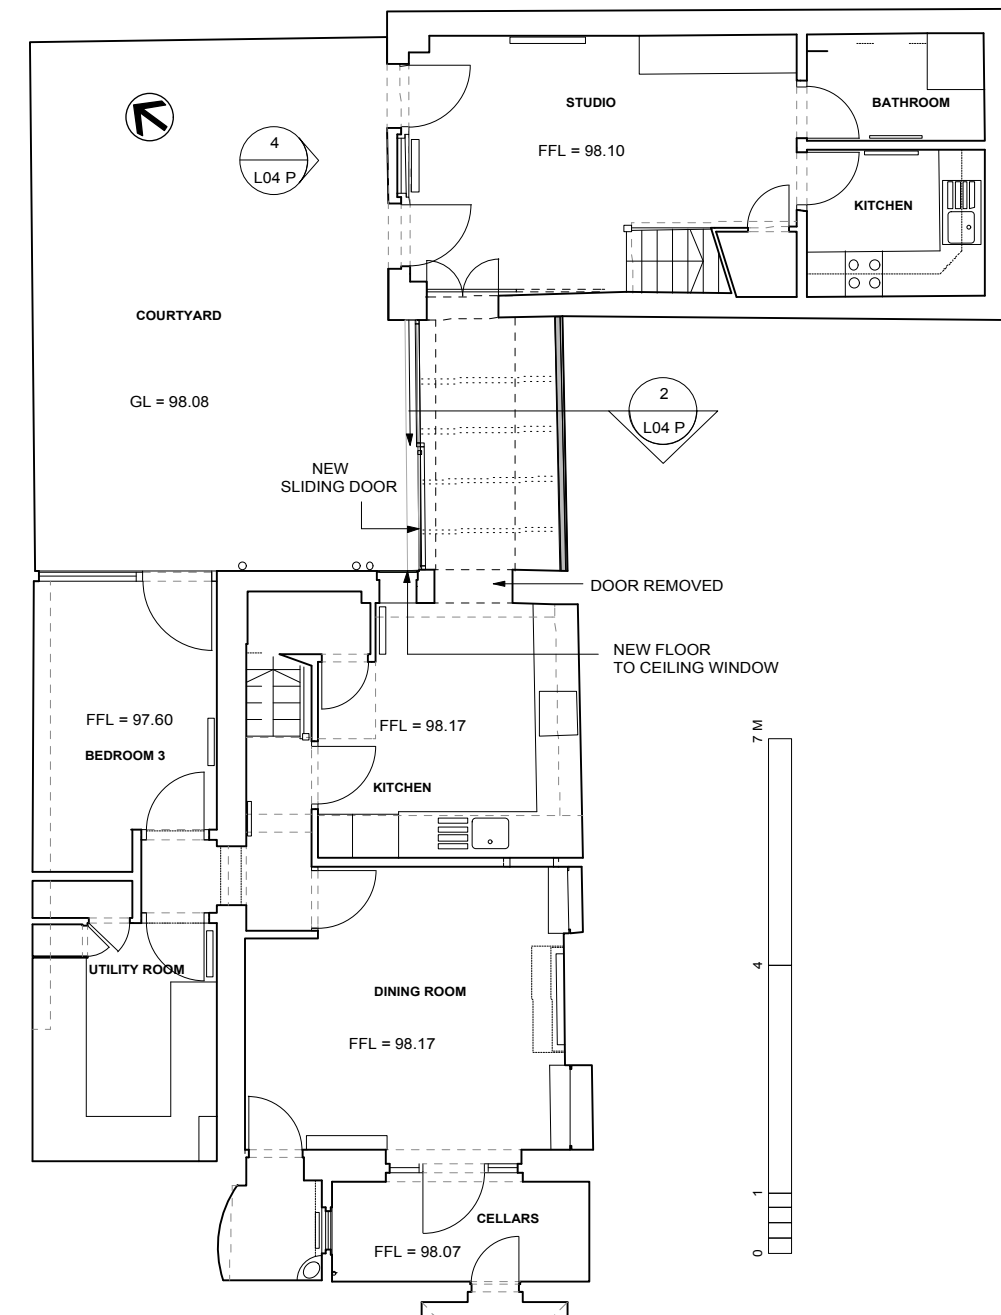 STUDIO
BATHROOM
4
L04 P
FFL = 98.10
KITCHEN
COURTYARD
GL = 98.08
2
L04 P
NEW
SLIDING DOOR
DOOR REMOVED
NEW FLOOR
TO CEILING WINDOW
FFL = 97.60
BEDROOM 3
FFL = 98.17
KITCHEN
7 M
4
1
0
UTILITY ROOM
DINING ROOM
FFL = 98.17
CELLARS
FFL = 98.07